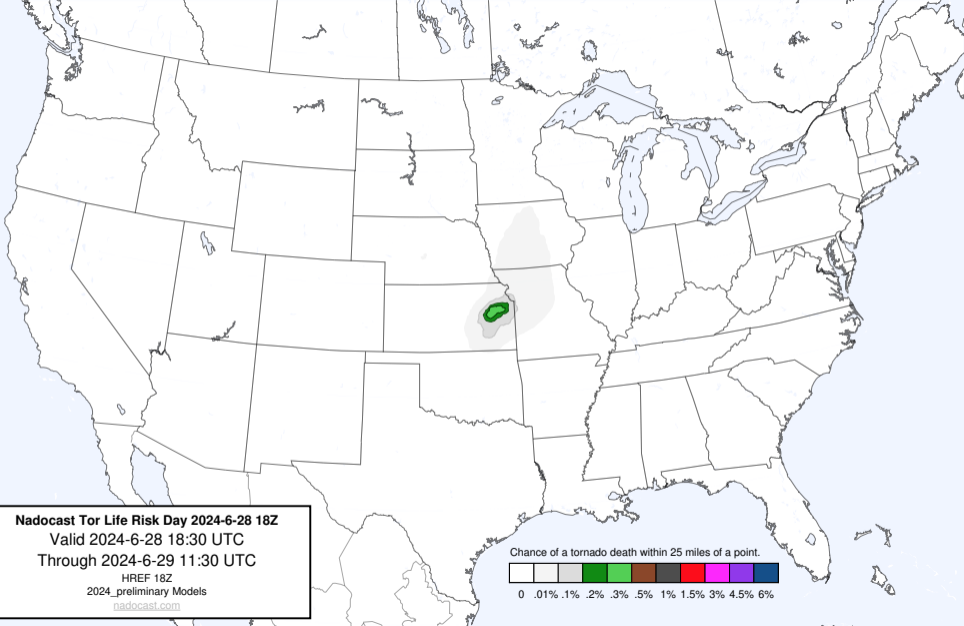 Nadocast Tor Life Risk Day 2024-6-28 18Z
Valid 2024-6-28 18:30 UTC
Through 2024-6-29 11:30 UTC
HREF 18Z
2024_preliminary Models
nadocast.com
Chance of a tornado death within 25 miles of a point.
0 .01% .1% .2% .3% .5% 1% 1.5% 3% 4.5% 6%